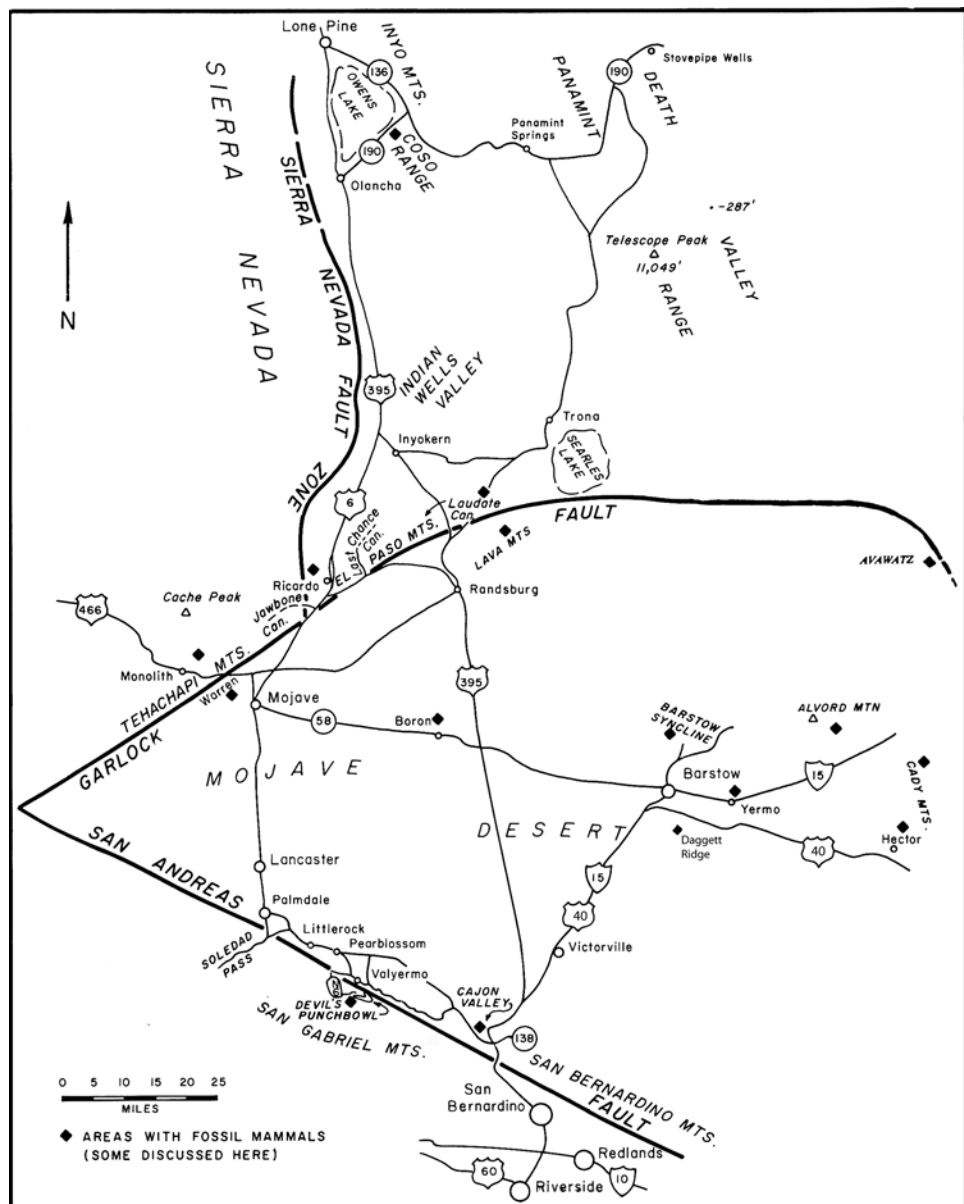 Lone Pine
136
INYO MTS.
OWENS
LAKE
190
COSO
RANGE
Olancha
Panamint
Springs
PANAMINT
190
Stovepipe Wells
DEATH
-287'
VALLEY
Telescope Peak
11,049'
RANGE
SIERRA
NEVADA
SIERRA
NEVADA
FAULT
ZONE
N
395
INDIAN
WELLS
VALLEY
Inyokern
Trona
SEARLES
LAKE
6
Laudate
Can.
Last
Chance
Can.
EL PASO MTS.
FAULT
LAVA MTS
AVAWATZ
Ricardo
Randsburg
Jawbone
Can.
466
Cache Peak
Monolith
TEHACHAPI MTS.
Warren
GARLOCK
Mojave
58
Boron
395
BARSTOW
SYNCLINE
ALVORD MTN
15
Barstow
Yermo
CADY MTS.
MOJAVE
DESERT
Daggett
Ridge
Hector
40
SAN ANDREAS
Lancaster
15
40
Palmdale
Littlerock
Pearblossom
SOLEDAD
PASS
Valyermo
Victorville
N6
DEVIL'S
PUNCHBOWL
CAJON
VALLEY
138
SAN GABRIEL MTS.
SAN BERNARDINO MTS.
FAULT
San
Bernardino
Redlands
60
Riverside
10
0 5 10 15 20 25
MILES
AREAS WITH FOSSIL MAMMALS
(SOME DISCUSSED HERE)